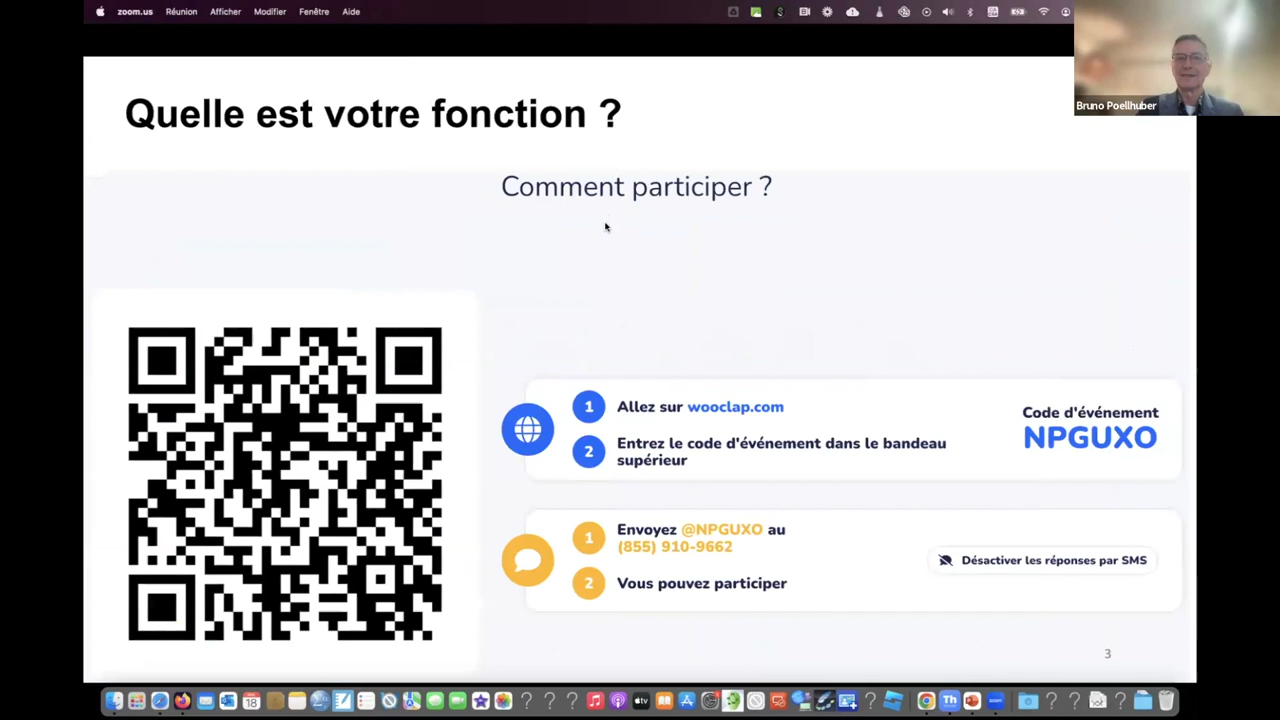 zoom.us Réunion Afficher Modifier Fenêtre Aide
Bruno Poellhuber
Quelle est votre fonction ?
Comment participer ?
1 Allez sur wooclap.com
2 Entrez le code d'événement dans le bandeau
supérieur
Code d'événement
NPGUXO
1 Envoyez @NPGUXO au
(855) 910-9662
2 Vous pouvez participer
Désactiver les réponses par SMS
3
18
Th